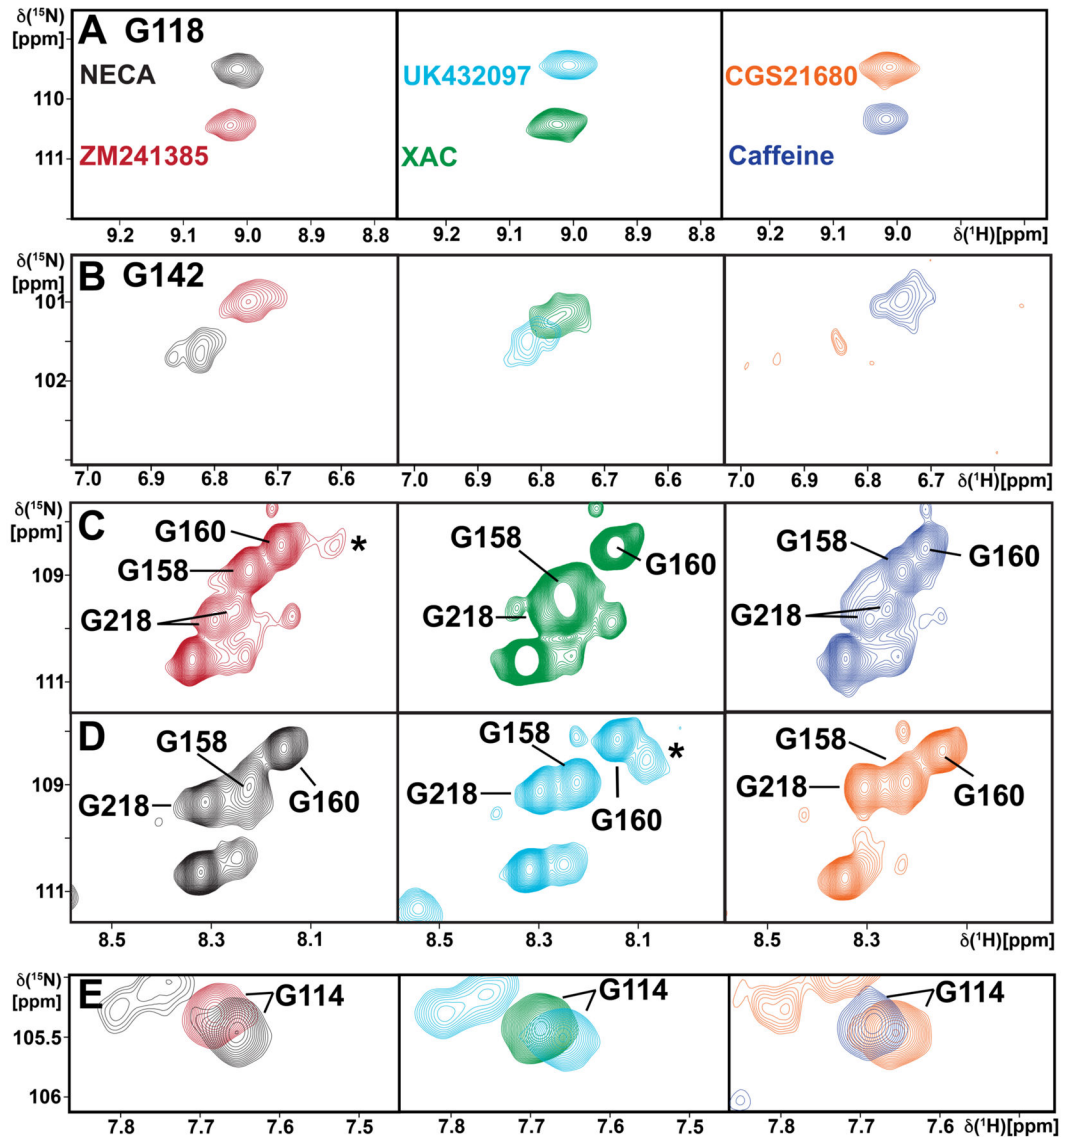 δ(¹⁵N)
[ppm]
A G118
NECA
UK432097
CGS21680
110
ZM241385
XAC
Caffeine
111
9.2 9.1 9.0 8.9 8.8 9.2 9.1 9.0 8.9 8.8 9.2 9.1 9.0 δ(¹H)[ppm]
δ(¹⁵N)
[ppm]
B G142
101
102
7.0 6.9 6.8 6.7 6.6 7.0 6.9 6.8 6.7 6.6 7.0 6.9 6.8 6.7 δ(¹H)[ppm]
δ(¹⁵N)
[ppm]
C
G160 *
G158
G218
G158
G160
G218
G158
G160
G218
109
111
D
G158
G218
G160
G158 *
G218
G160
G158
G218
G160
109
111
8.5 8.3 8.1 8.5 8.3 8.1 8.5 8.3 δ(¹H)[ppm]
δ(¹⁵N)
[ppm]
E G114 G114 G114
105.5
106
7.8 7.7 7.6 7.5 7.8 7.7 7.6 7.5 7.8 7.7 7.6 δ(¹H)[ppm]